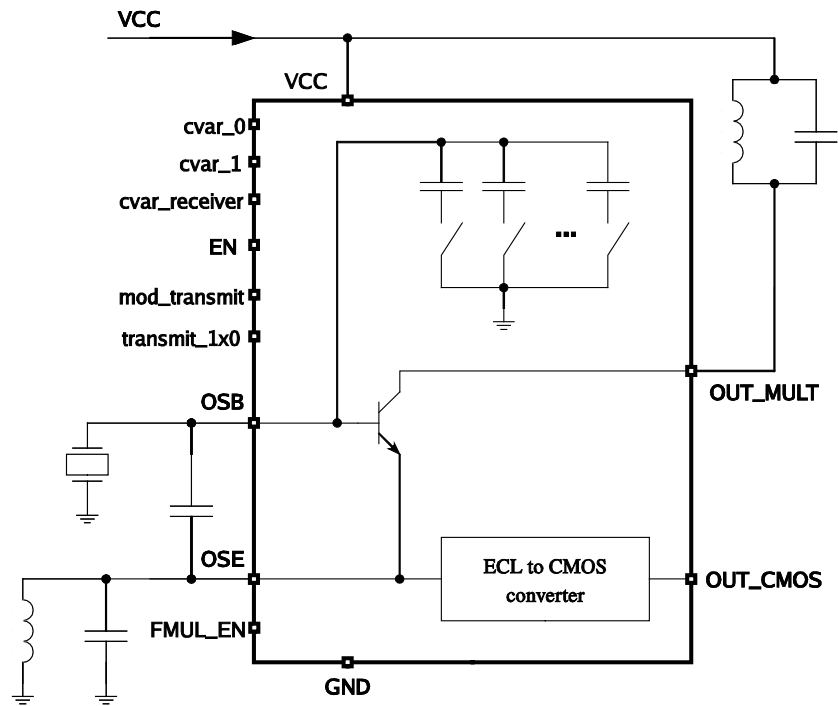 VCC
VCC
cvar_0
cvar_1
cvar_receiver
EN
mod_transmit
transmit_1x0
OSB
OUT_MULT
OSE
ECL to CMOS
converter
OUT_CMOS
FMUL_EN
GND